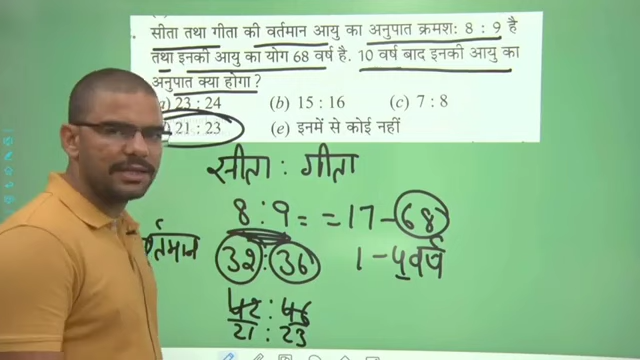 सीता तथा गीता की वर्तमान आयु का अनुपात क्रमश: 8 : 9 है
तथा इनकी आयु का योग 68 वर्ष है. 10 वर्ष बाद इनकी आयु का
अनुपात क्या होगा ?
a) 23 : 24 (b) 15 : 16 (c) 7 : 8
21 : 23 (e) इनमें से कोई नहीं
सीता : गीता
8 : 9 = = 17 - 68
वर्तमान 32 : 36 1 - 4 वर्ष
42 : 46
21 : 23